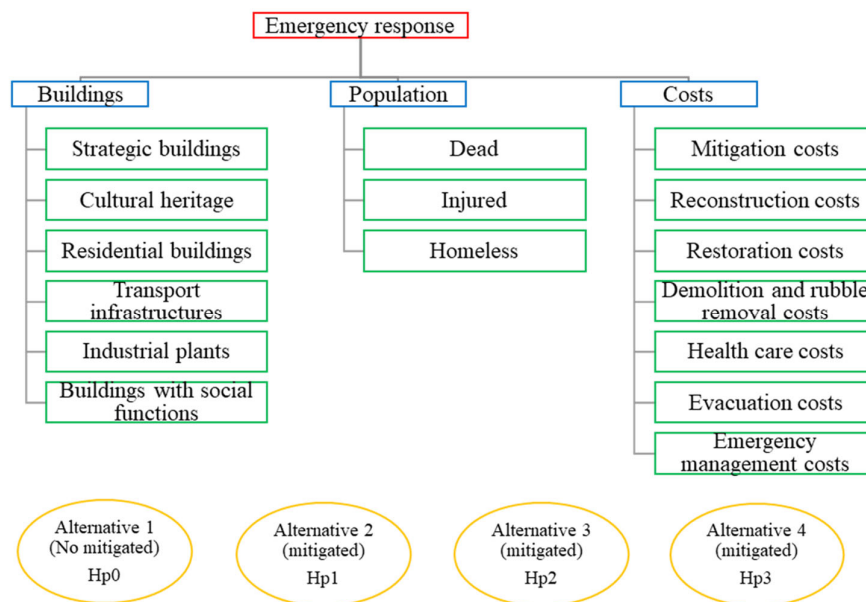 Emergency response
Buildings
Population
Costs
Strategic buildings
Cultural heritage
Residential buildings
Transport
infrastructures
Industrial plants
Buildings with social
functions
Dead
Injured
Homeless
Mitigation costs
Reconstruction costs
Restoration costs
Demolition and rubble
removal costs
Health care costs
Evacuation costs
Emergency
management costs
Alternative 1
(No mitigated)
Hp0
Alternative 2
(mitigated)
Hp1
Alternative 3
(mitigated)
Hp2
Alternative 4
(mitigated)
Hp3